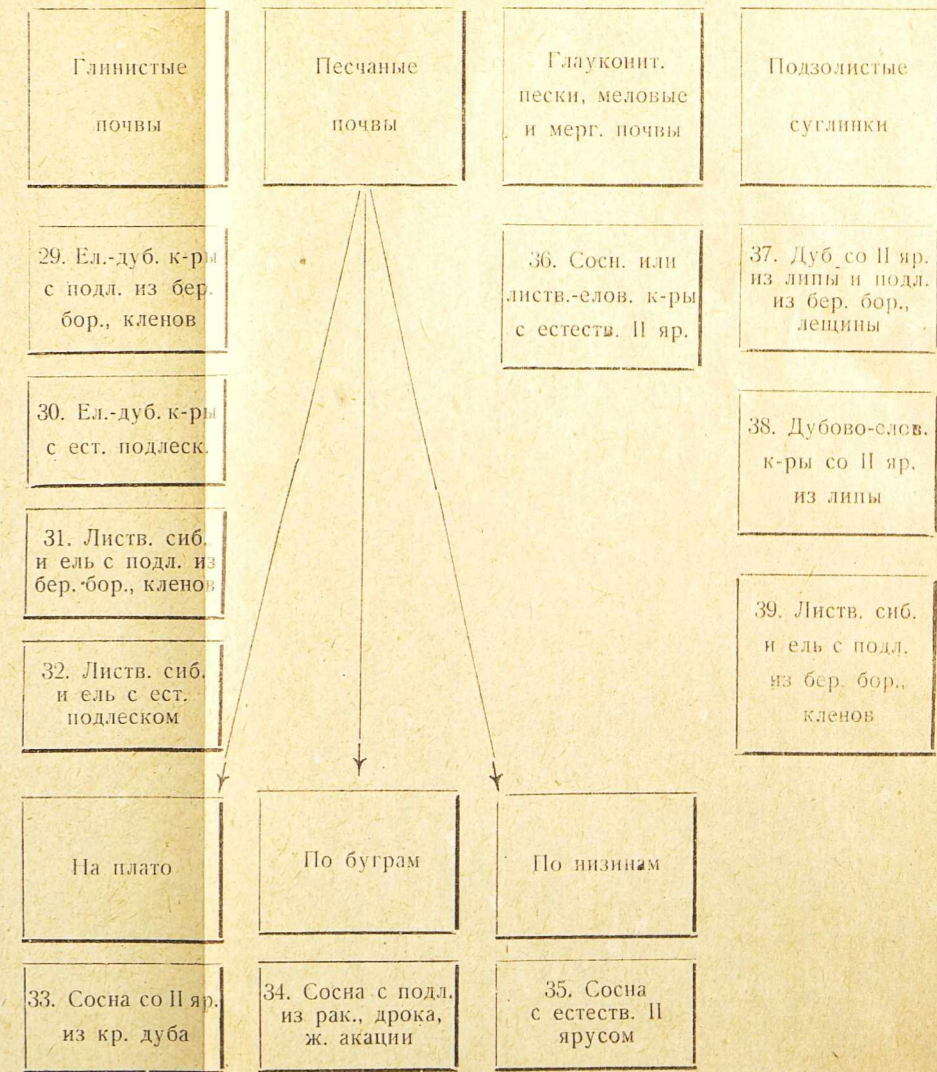 Глинистые
почвы
Песчаные
почвы
Глауконит.
пески, меловые
и мерг. почвы
Подзолистые
суглинки
29. Ел.-дуб. к-ры
с подл. из бер.
бор., кленов
30. Ел.-дуб. к-ры
с ест. подлеск.
31. Листв. сиб.
и ель с подл. из
бер. бор., кленов
32. Листв. сиб.
и ель с ест.
подлеском
36. Сосн. или
листв.-елов. к-ры
с естеств. II яр.
37. Дуб со II яр.
из липы и подл.
из бер. бор.,
лещины
38. Дубово-елов.
к-ры со II яр.
из липы
39. Листв. сиб.
и ель с подл.
из бер. бор.,
кленов
На плато
По буграм
По низинам
33. Сосна со II яр.
из кр. дуба
34. Сосна с подл.
из рак., дрока,
ж. акации
35. Сосна
с естеств. II
ярусом